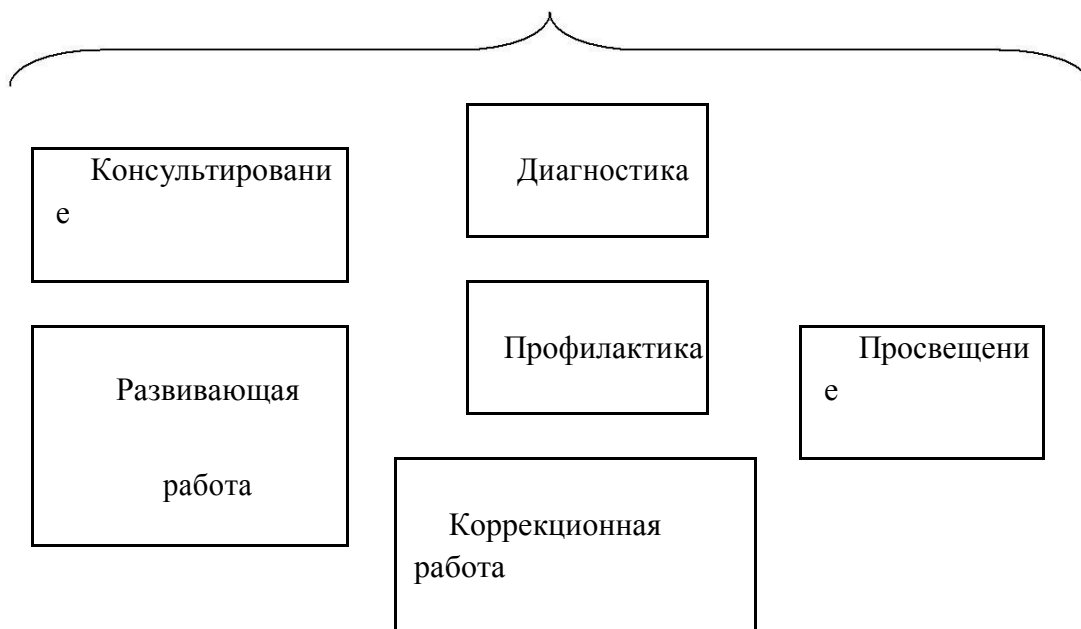 Консультировани
е
Диагностика
Развивающая
работа
Профилактика
Просвещени
е
Коррекционная
работа